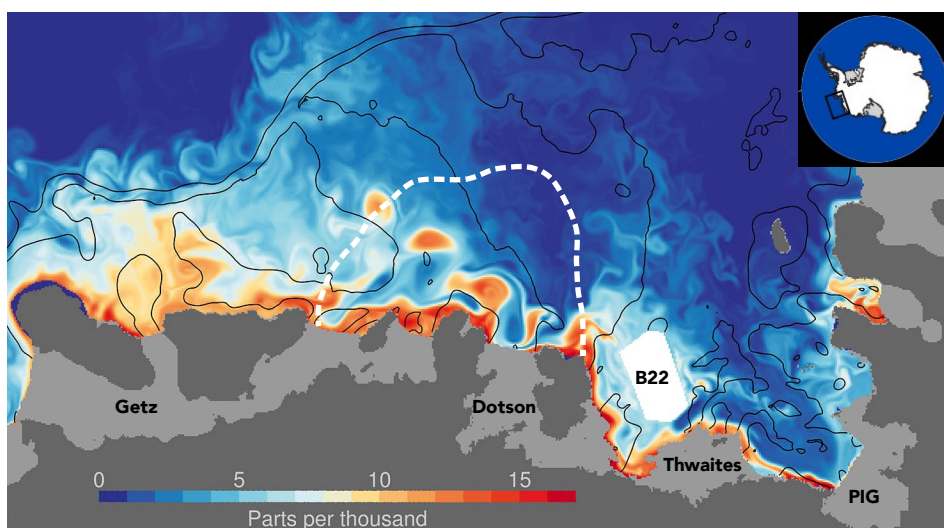 B22
Getz
Dotson
Thwaites
PIG
0 5 10 15
Parts per thousand